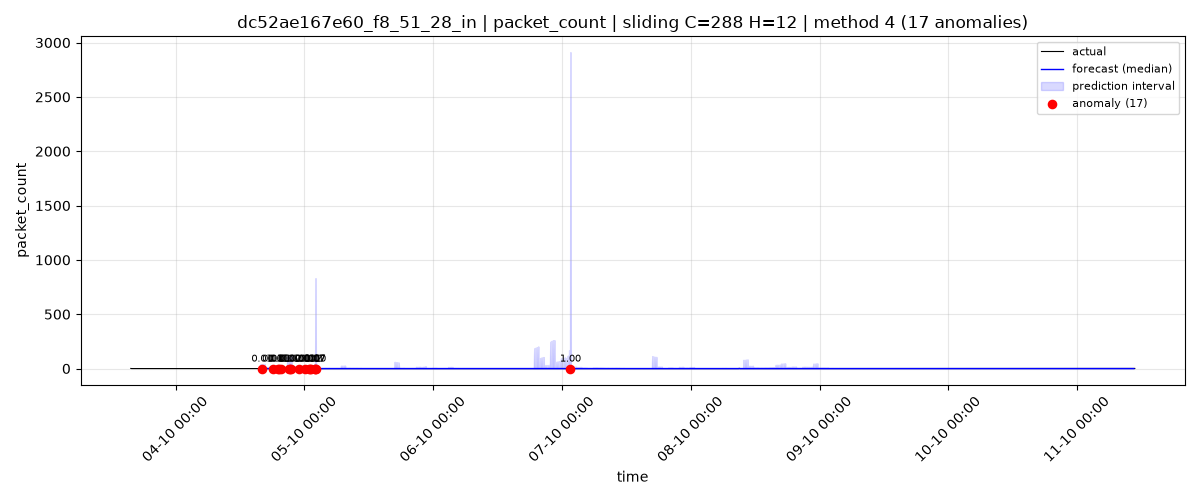 dc52ae167e60_f8_51_28_in | packet_count | sliding C=288 H=12 | method 4 (17 anomalies)
actual
forecast (median)
prediction interval
anomaly (17)
3000
2500
2000
1500
1000
500
0
packet_count
1.00
04-10 00:00
05-10 00:00
06-10 00:00
07-10 00:00
08-10 00:00
09-10 00:00
10-10 00:00
11-10 00:00
time